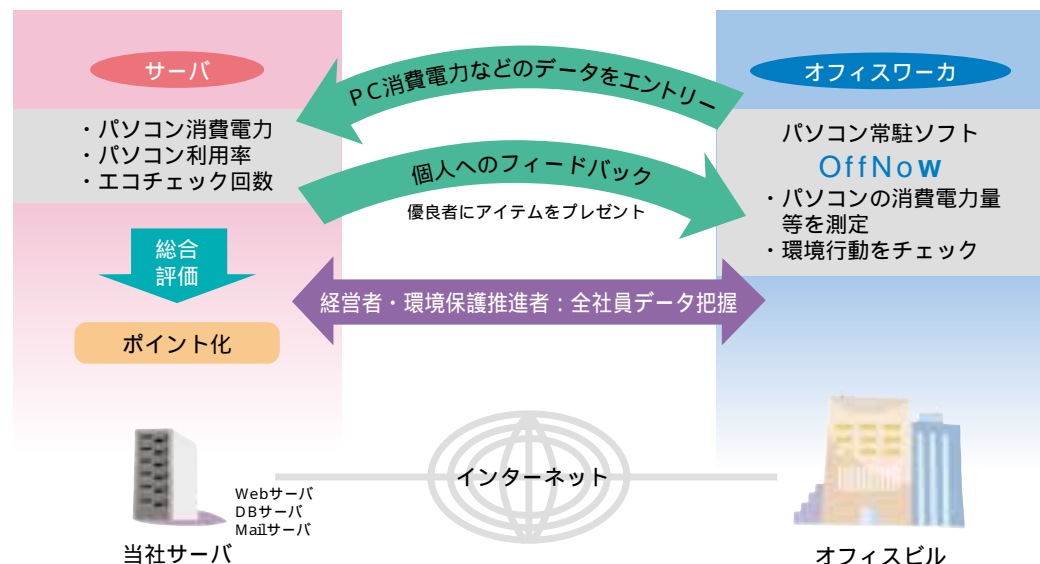 サーバ
・パソコン消費電力
・パソコン利用率
・エコチェック回数
総合
評価
ポイント化
PC消費電力などのデータをエントリー
個人へのフィードバック
優良者にアイテムをプレゼント
経営者・環境保護推進者：全社員データ把握
オフィスワーカ
パソコン常駐ソフト
OffNow
・パソコンの消費電力量
等を測定
・環境行動をチェック
インターネット
Webサーバ
DBサーバ
Mailサーバ
当社サーバ
オフィスビル